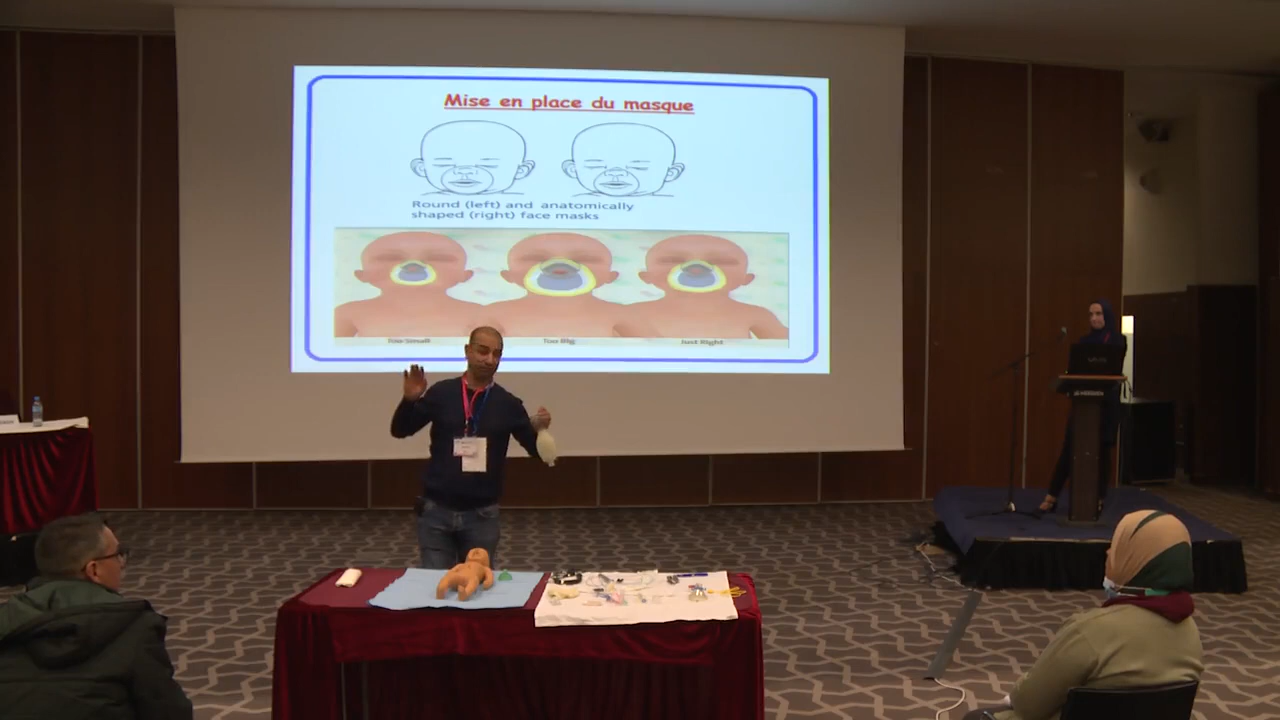 Mise en place du masque
Round (left) and anatomically
shaped (right) face masks
Too Small
Too Big
Just Right